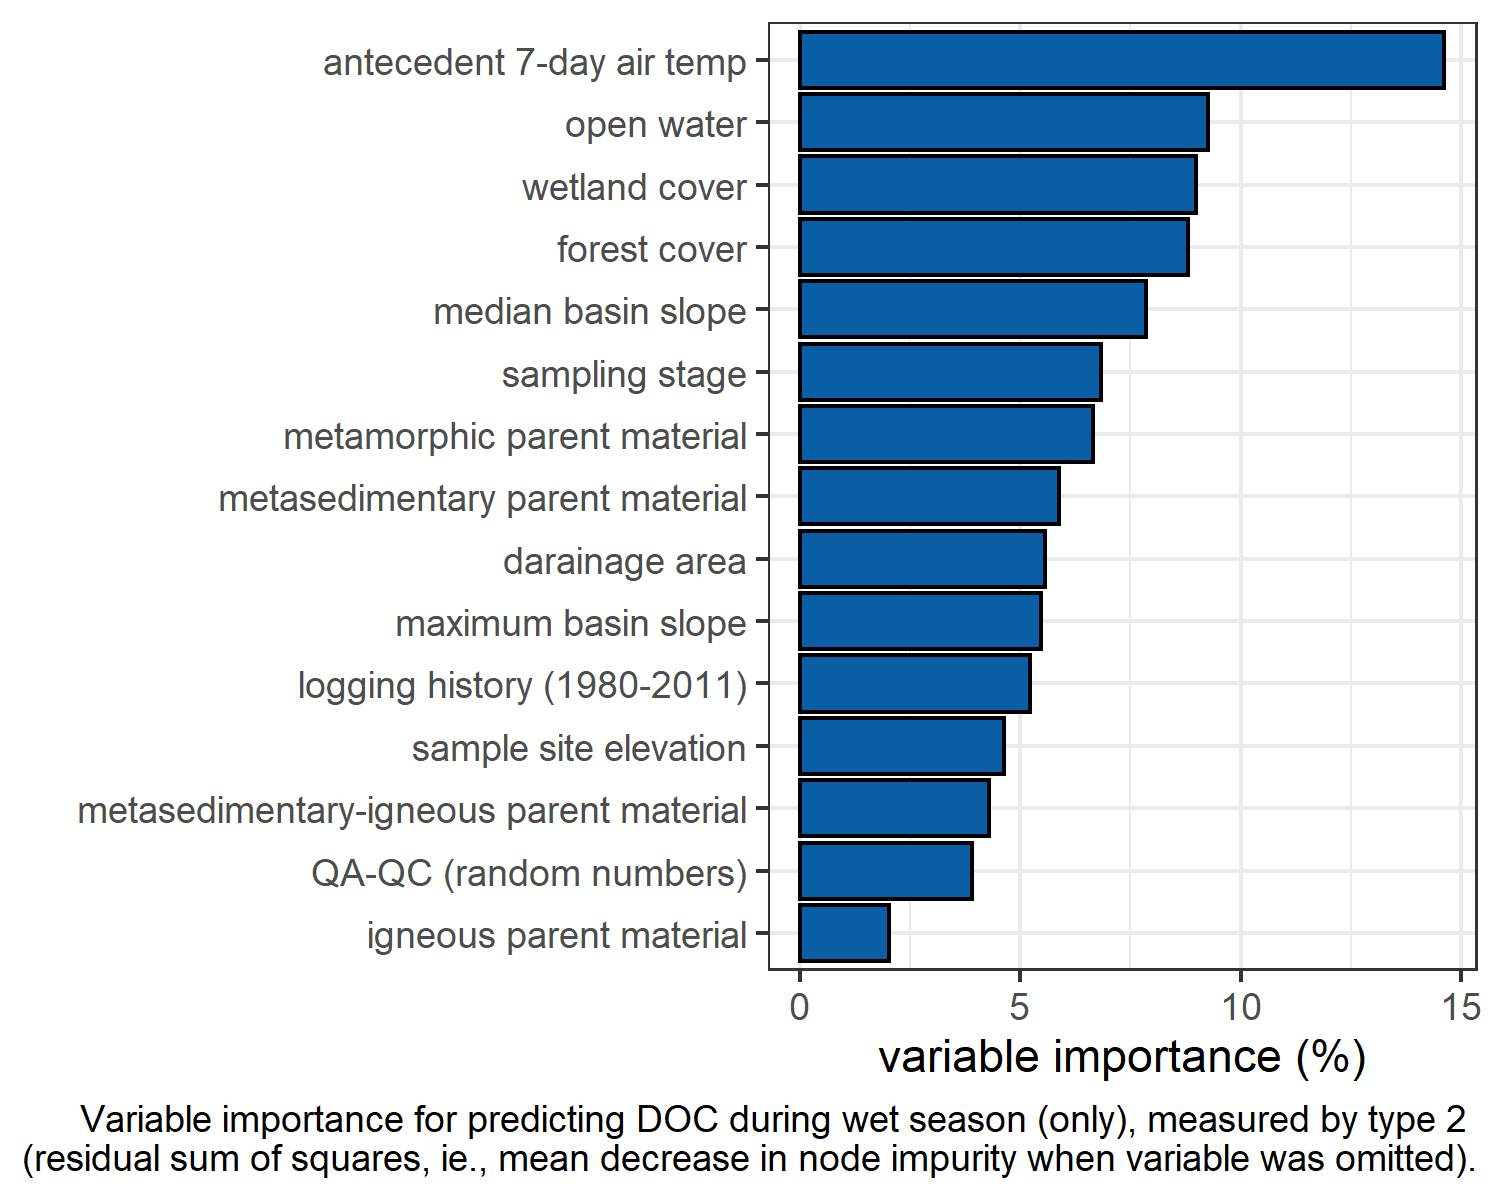 antecedent 7-day air temp
open water
wetland cover
forest cover
median basin slope
sampling stage
metamorphic parent material
metasedimentary parent material
darainage area
maximum basin slope
logging history (1980-2011)
sample site elevation
metasedimentary-igneous parent material
QA-QC (random numbers)
igneous parent material
0 5 10 15
variable importance (%)
Variable importance for predicting DOC during wet season (only), measured by type 2
(residual sum of squares, ie., mean decrease in node impurity when variable was omitted).